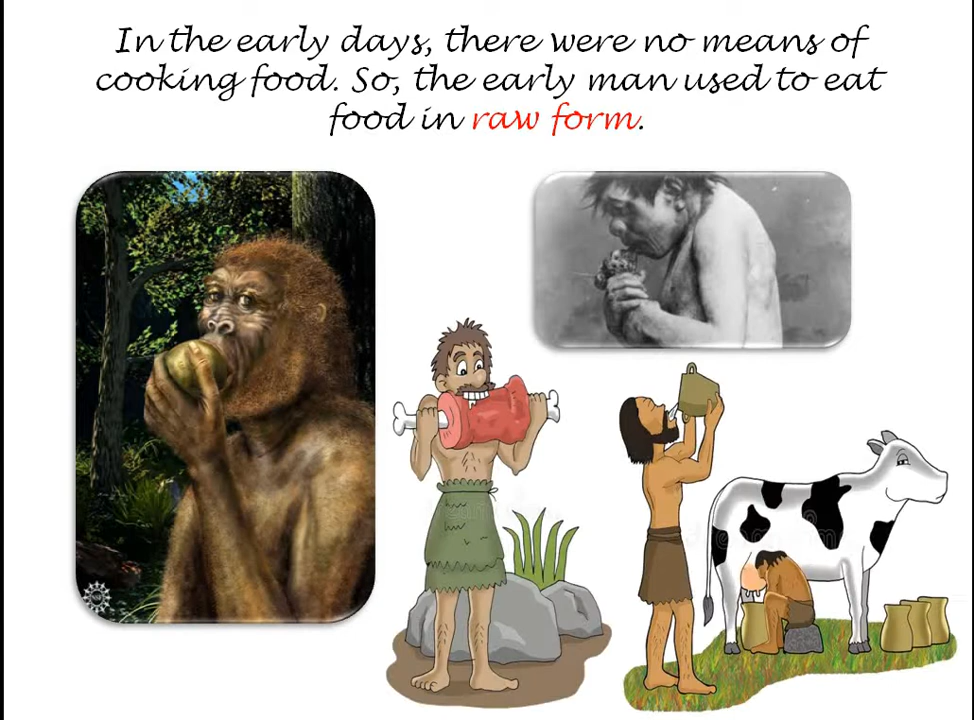 In the early days, there were no means of
cooking food. So, the early man used to eat
food in raw form.